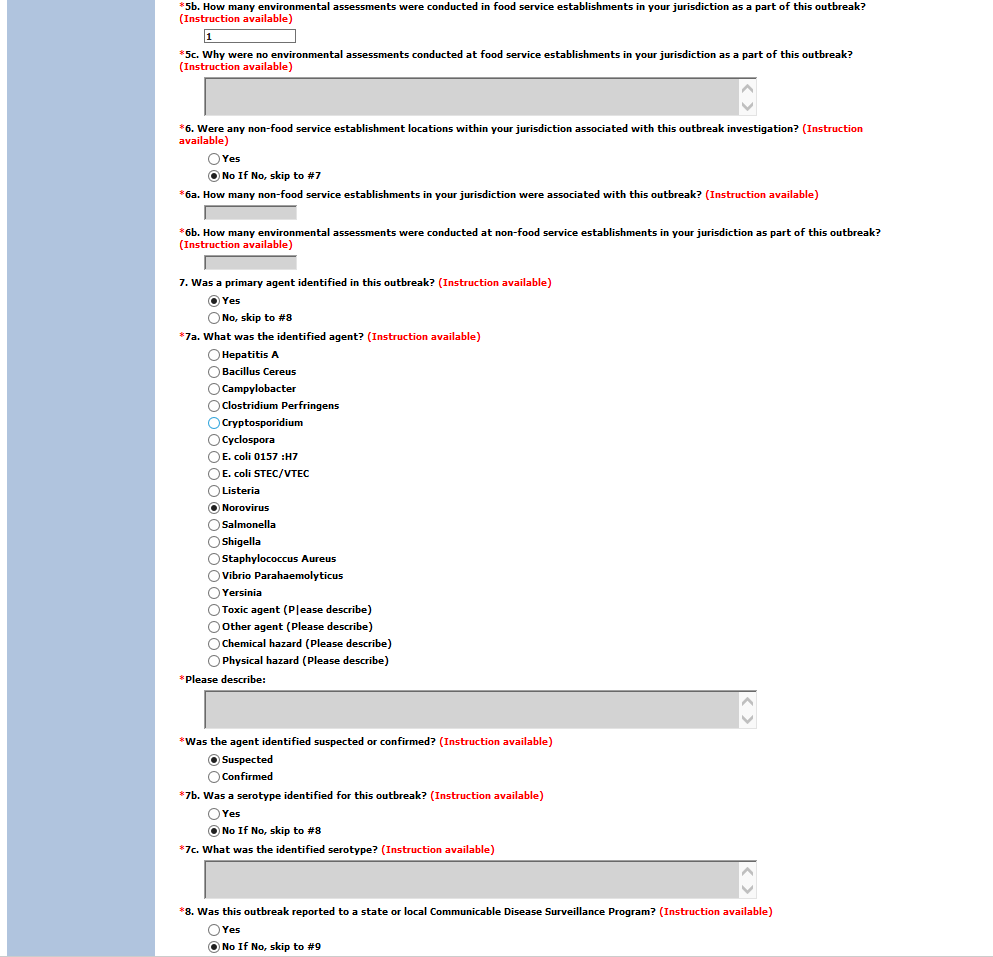 *5b. How many environmental assessments were conducted in food service establishments in your jurisdiction as a part of this outbreak?
(Instruction available)
1
*5c. Why were no environmental assessments conducted at food service establishments in your jurisdiction as a part of this outbreak?
(Instruction available)
*6. Were any non-food service establishment locations within your jurisdiction associated with this outbreak investigation? (Instruction
available)
Yes
No If No, skip to #7
*6a. How many non-food service establishments in your jurisdiction were associated with this outbreak? (Instruction available)
*6b. How many environmental assessments were conducted at non-food service establishments in your jurisdiction as part of this outbreak?
(Instruction available)
7. Was a primary agent identified in this outbreak? (Instruction available)
Yes
No, skip to #8
*7a. What was the identified agent? (Instruction available)
Hepatitis A
Bacillus Cereus
Campylobacter
Clostridium Perfringens
Cryptosporidium
Cyclospora
E. coli 0157 :H7
E. coli STEC/VTEC
Listeria
Norovirus
Salmonella
Shigella
Staphylococcus Aureus
Vibrio Parahaemolyticus
Yersinia
Toxic agent (P|ease describe)
Other agent (Please describe)
Chemical hazard (Please describe)
Physical hazard (Please describe)
*Please describe:
*Was the agent identified suspected or confirmed? (Instruction available)
Suspected
Confirmed
*7b. Was a serotype identified for this outbreak? (Instruction available)
Yes
No If No, skip to #8
*7c. What was the identified serotype? (Instruction available)
*8. Was this outbreak reported to a state or local Communicable Disease Surveillance Program? (Instruction available)
Yes
No If No, skip to #9